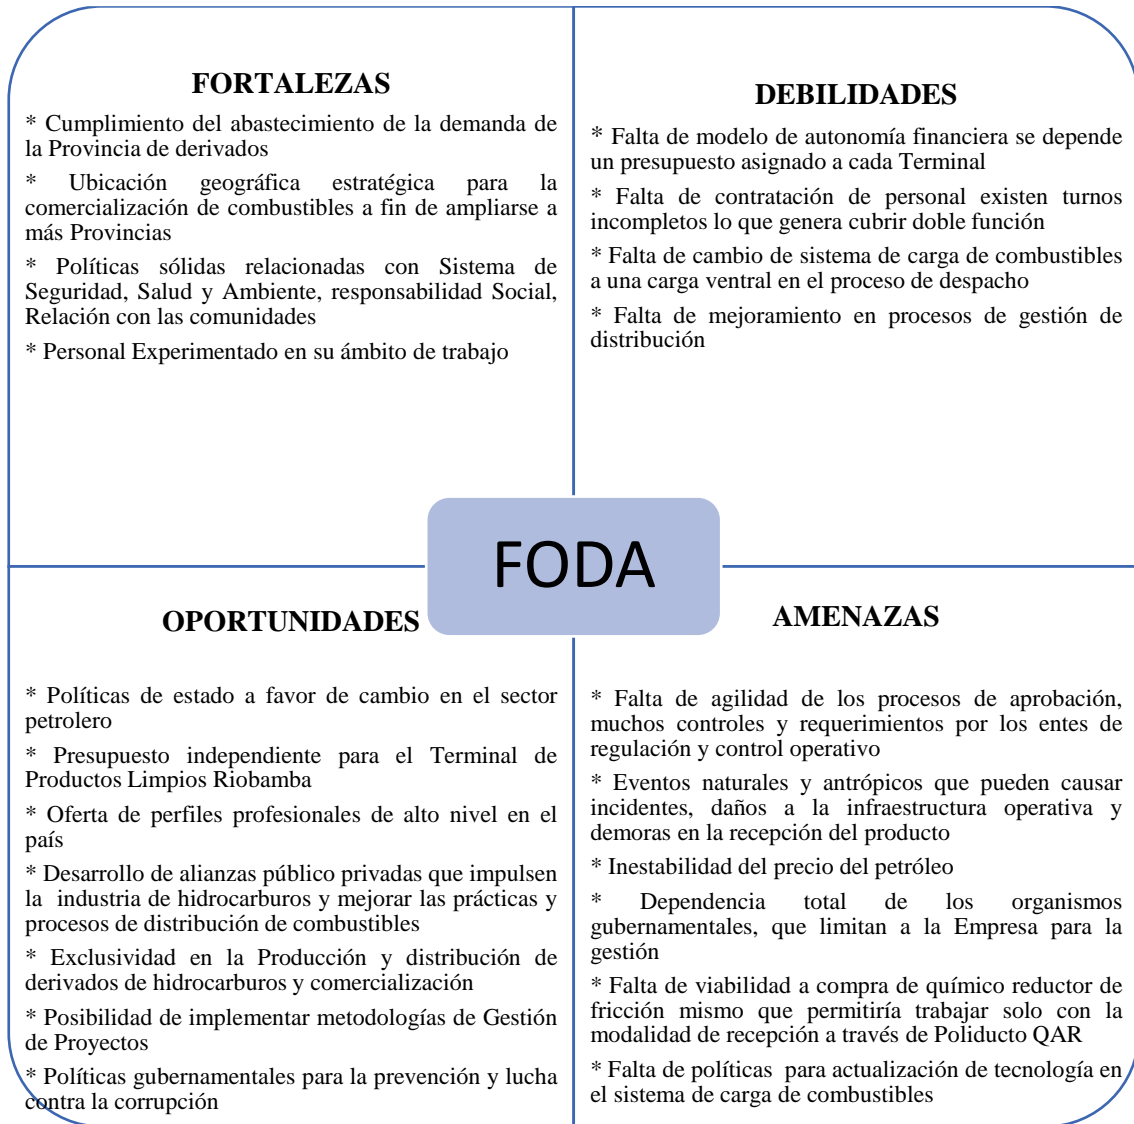 FORTALEZAS
* Cumplimiento del abastecimiento de la demanda de
la Provincia de derivados
* Ubicación geográfica estratégica para la
comercialización de combustibles a fin de ampliarse a
más Provincias
* Políticas sólidas relacionadas con Sistema de
Seguridad, Salud y Ambiente, responsabilidad Social,
Relación con las comunidades
* Personal Experimentado en su ámbito de trabajo
DEBILIDADES
* Falta de modelo de autonomía financiera se depende
un presupuesto asignado a cada Terminal
* Falta de contratación de personal existen turnos
incompletos lo que genera cubrir doble función
* Falta de cambio de sistema de carga de combustibles
a una carga ventral en el proceso de despacho
* Falta de mejoramiento en procesos de gestión de
distribución
FODA
OPORTUNIDADES
* Políticas de estado a favor de cambio en el sector
petrolero
* Presupuesto independiente para el Terminal de
Productos Limpios Riobamba
* Oferta de perfiles profesionales de alto nivel en el
país
* Desarrollo de alianzas público privadas que impulsen
la industria de hidrocarburos y mejorar las prácticas y
procesos de distribución de combustibles
* Exclusividad en la Producción y distribución de
derivados de hidrocarburos y comercialización
* Posibilidad de implementar metodologías de Gestión
de Proyectos
* Políticas gubernamentales para la prevención y lucha
contra la corrupción
AMENAZAS
* Falta de agilidad de los procesos de aprobación,
muchos controles y requerimientos por los entes de
regulación y control operativo
* Eventos naturales y antrópicos que pueden causar
incidentes, daños a la infraestructura operativa y
demoras en la recepción del producto
* Inestabilidad del precio del petróleo
* Dependencia total de los organismos
gubernamentales, que limitan a la Empresa para la
gestión
* Falta de viabilidad a compra de químico reductor de
fricción mismo que permitiría trabajar solo con la
modalidad de recepción a través de Poliducto QAR
* Falta de políticas para actualización de tecnología en
el sistema de carga de combustibles